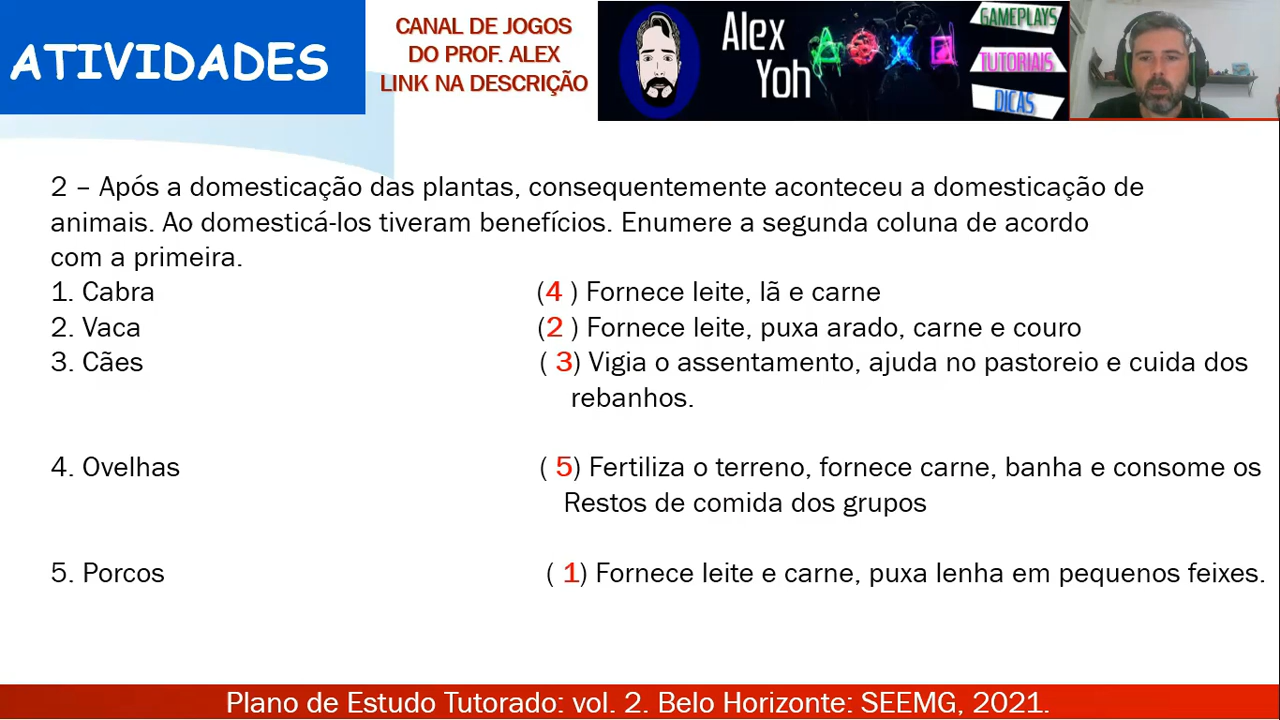 ATIVIDADES
CANAL DE JOGOS
DO PROF. ALEX
LINK NA DESCRIÇÃO
Alex
Yoh
GAMEPLAYS
TUTORIAIS
DICAS
2 – Após a domesticação das plantas, consequentemente aconteceu a domesticação de
animais. Ao domesticá-los tiveram benefícios. Enumere a segunda coluna de acordo
com a primeira.
1. Cabra (4 ) Fornece leite, lã e carne
2. Vaca (2 ) Fornece leite, puxa arado, carne e couro
3. Cães ( 3) Vigia o assentamento, ajuda no pastoreio e cuida dos
rebanhos.
4. Ovelhas ( 5) Fertiliza o terreno, fornece carne, banha e consome os
Restos de comida dos grupos
5. Porcos ( 1) Fornece leite e carne, puxa lenha em pequenos feixes.
Plano de Estudo Tutorado: vol. 2. Belo Horizonte: SEEMG, 2021.